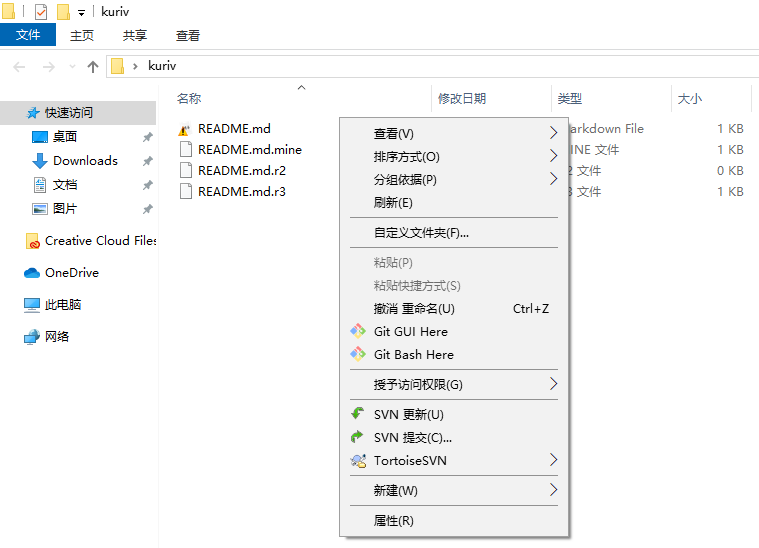 kuriv
文件 主页 共享 查看
kuriv
名称 修改日期 类型 大小
快速访问
桌面
Downloads
文档
图片
Creative Cloud Files
OneDrive
此电脑
网络
README.md arkdown File 1 KB
README.md.mine INE 文件 1 KB
README.md.r2 2 文件 0 KB
README.md.r3 3 文件 1 KB
查看(V)
排序方式(O)
分组依据(P)
刷新(E)
自定义文件夹(F)...
粘贴(P)
粘贴快捷方式(S)
撤消 重命名(U) Ctrl+Z
Git GUI Here
Git Bash Here
授予访问权限(G)
SVN 更新(U)
SVN 提交(C)...
TortoiseSVN
新建(W)
属性(R)